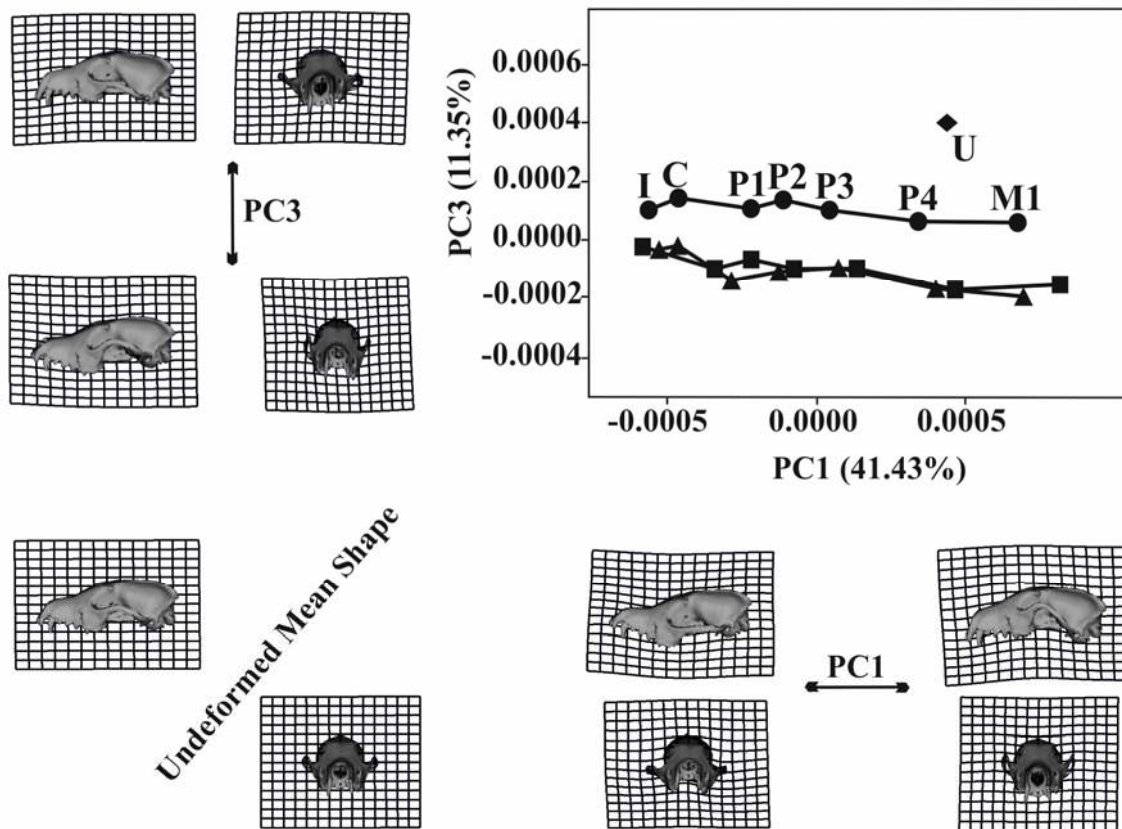 PC3
PC3 (11.35%)
0.0006
0.0004
0.0002
0.0000
-0.0002
-0.0004
I C P1 P2 P3 P4 M1
U
-0.0005 0.0000 0.0005
PC1 (41.43%)
Undeformed Mean Shape
PC1